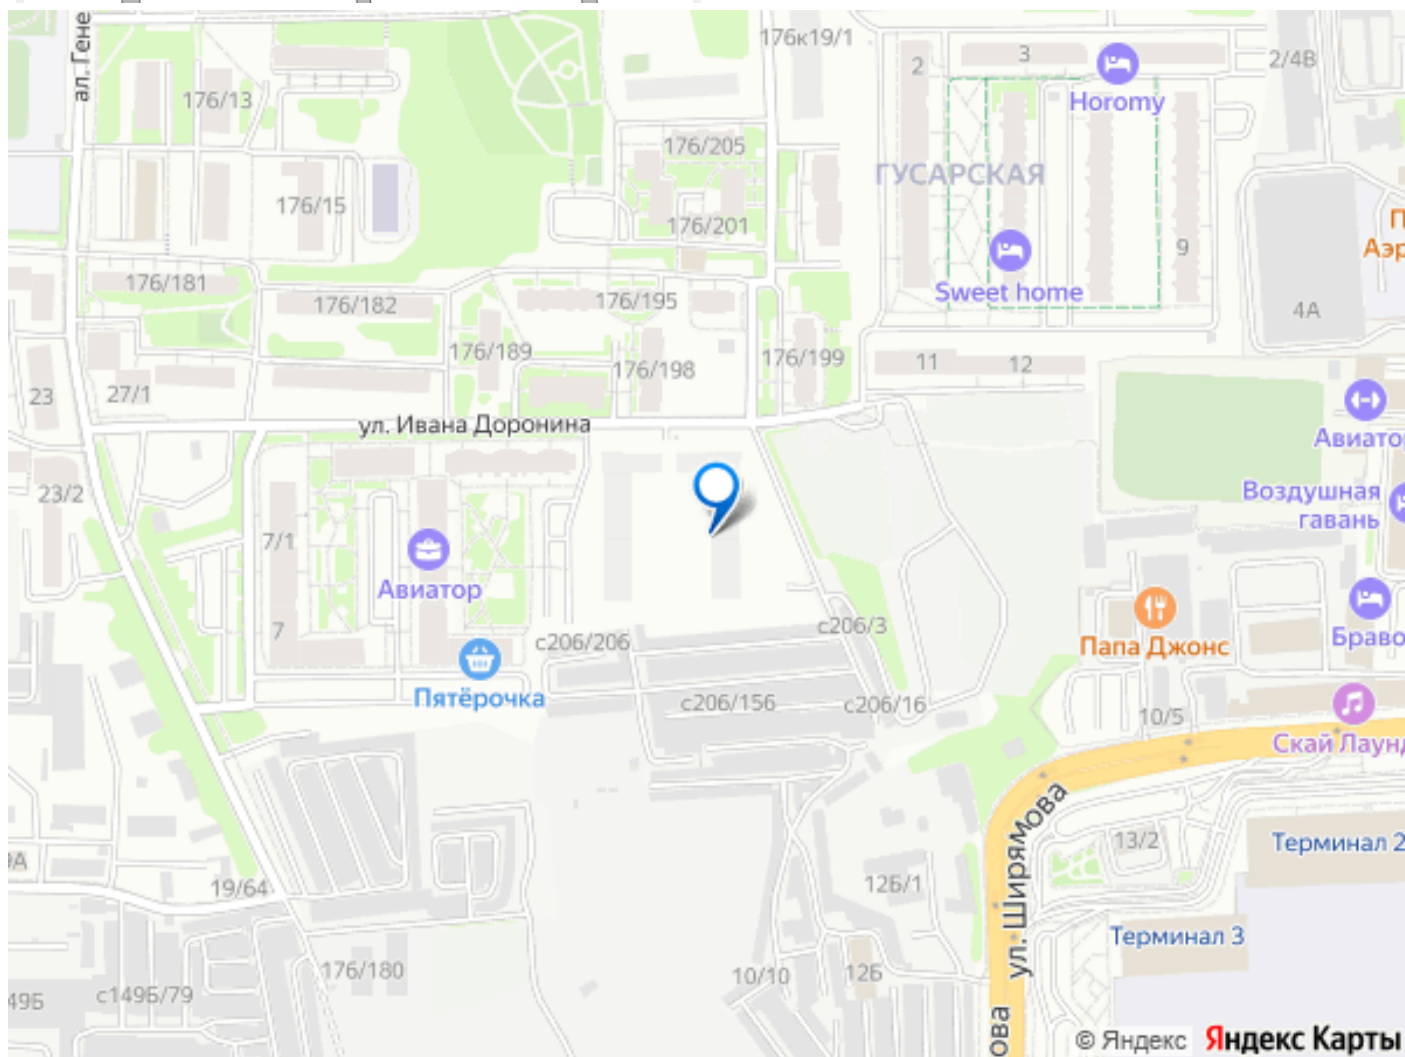 ал. Гене
176к19/1
2
3
2/4В
Horomy
176/13
176/205
ГУСАРСКАЯ
176/15
176/201
П
Аэр
9
Sweet home
176/181
176/182
176/195
4А
176/189
176/198
176/199
11
12
23
27/1
ул. Ивана Доронина
Авиатор
23/2
Воздушная
гавань
7/1
Авиатор
7
с206/206
с206/3
Папа Джонс
Браво
Пятёрочка
с206/156
с206/16
10/5
Скай Лаунд
ул. Ширямова
13/2
Терминал 2
9А
19/64
12Б/1
Терминал 3
176/180
10/10
12Б
с149Б/79
49Б
ова
© Яндекс Яндекс Карты